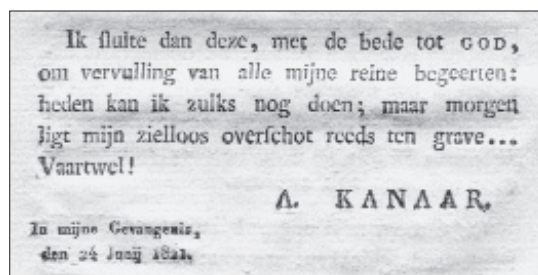 Ik ſluite dan deze, met de bede tot GOD,
om vervulling van alle mijne reine begeerten:
heden kan ik zulks nog doen; maar morgen
ligt mijn zielloos overſchot reeds ten grave...
Vaartwel!
A. KANAAR.
In mijne Gevangenis,
den 24 Junij 1821.